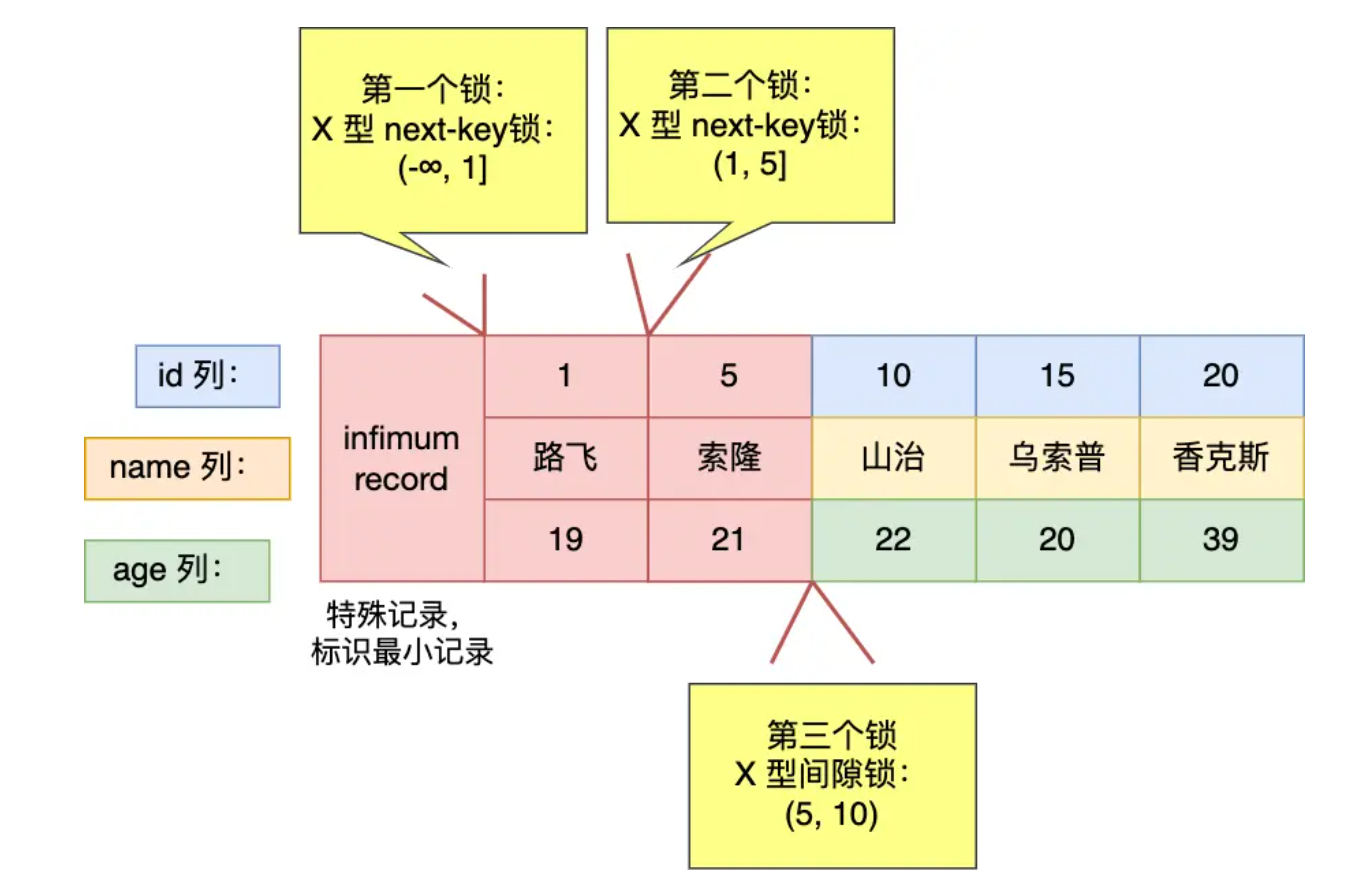 第一个锁：
X 型 next-key锁：
(-∞, 1]
第二个锁：
X 型 next-key锁：
(1, 5]
id 列：
1
5
10
15
20
infimum
record
name 列：
路飞
索隆
山治
乌索普
香克斯
age 列：
19
21
22
20
39
特殊记录，
标识最小记录
第三个锁
X 型间隙锁：
(5, 10)